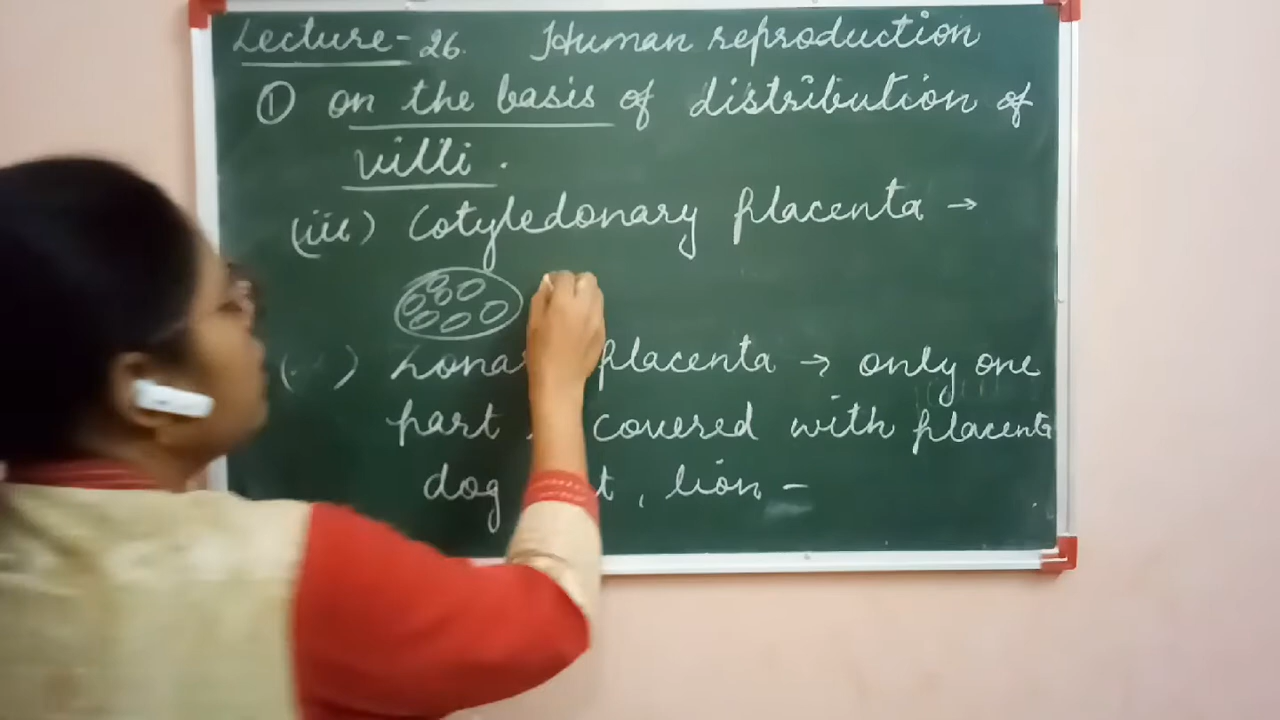 Lecture-26. Human reproduction
① on the basis of distribution of
villi.
(iii) Cotyledonary placenta →
placenta → only one
part covered with placenta
dog , lion -